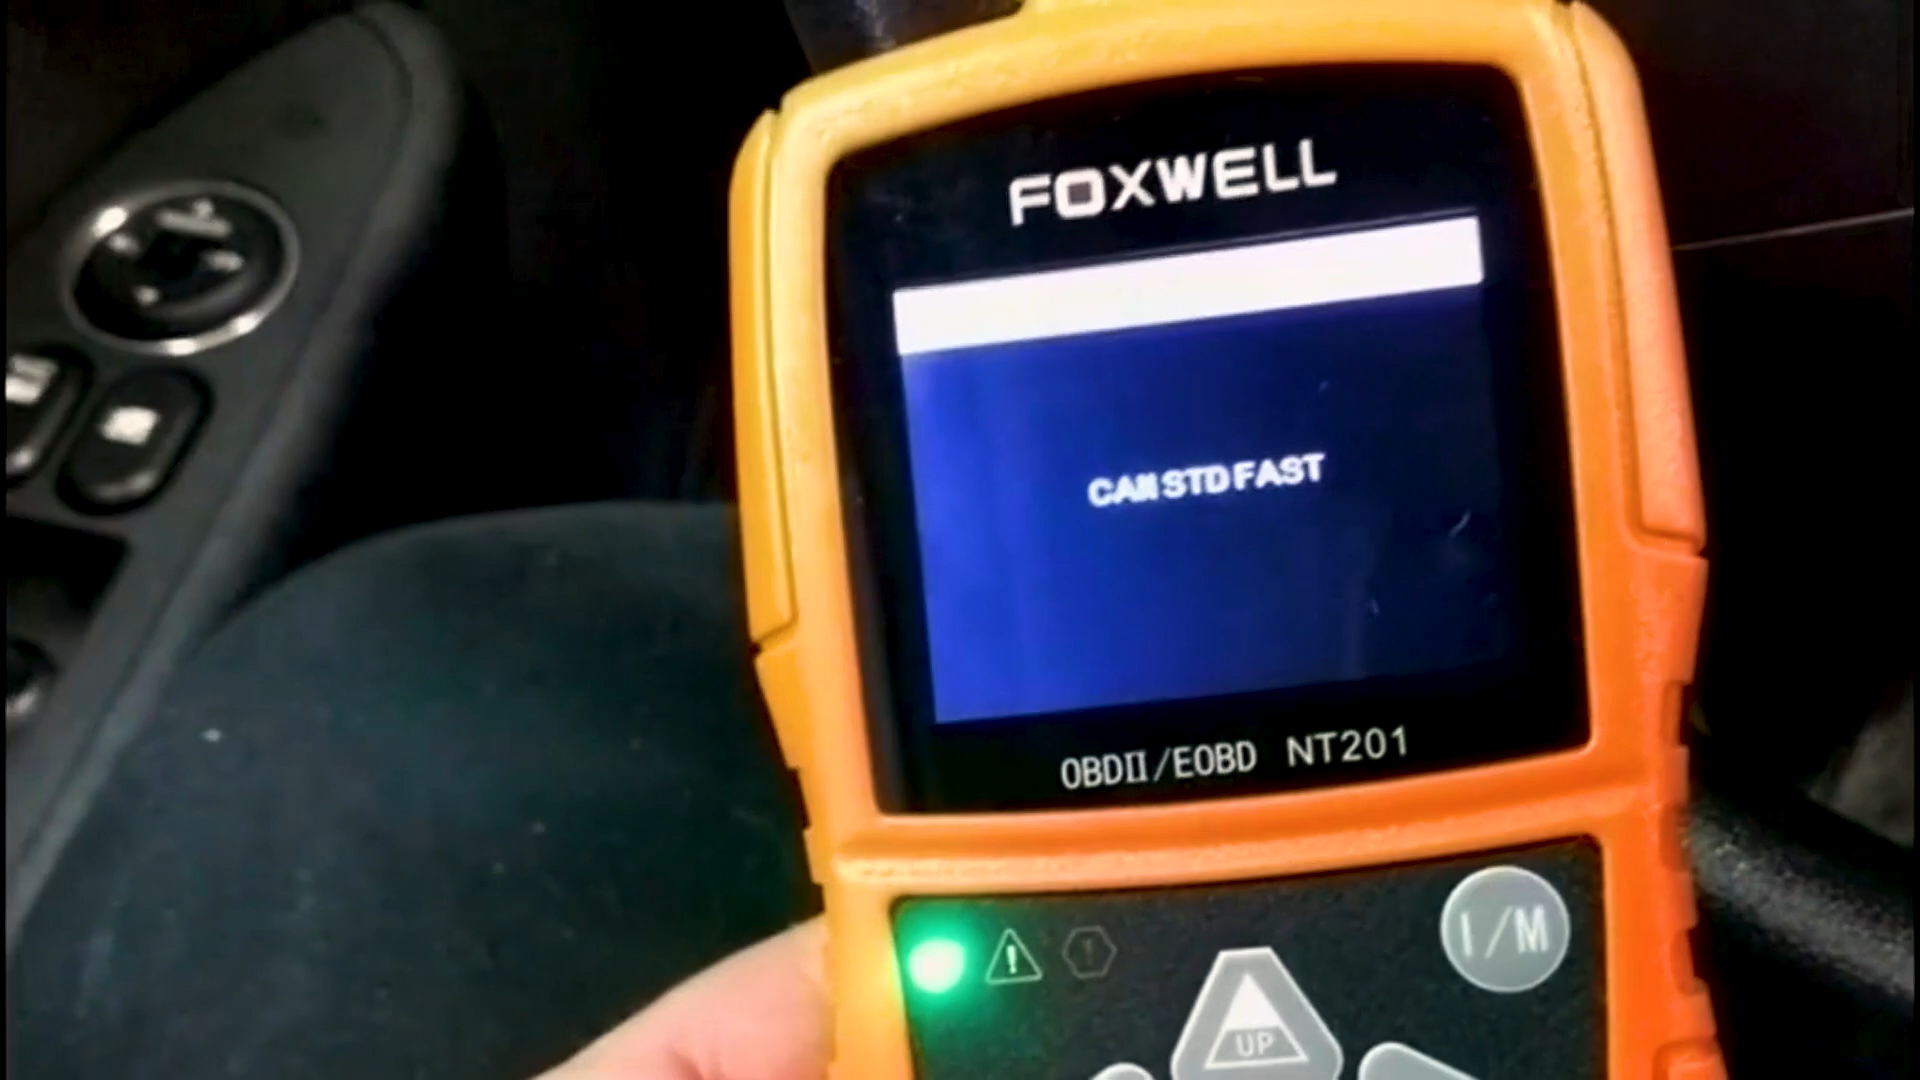 FOXWELL
CAN STD FAST
OBDII/EOBD NT201
I/M
UP